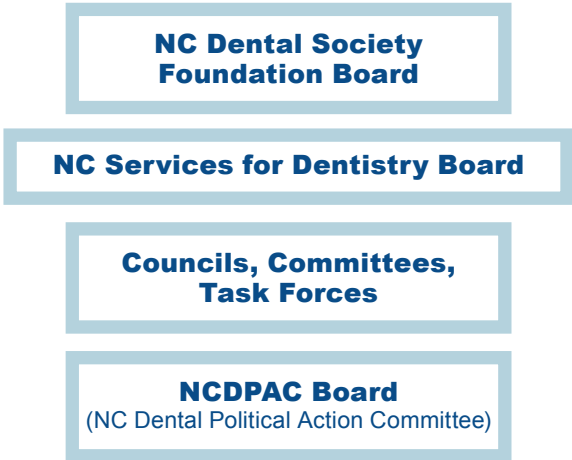 NC Dental Society
Foundation Board
NC Services for Dentistry Board
Councils, Committees,
Task Forces
NCDPAC Board
(NC Dental Political Action Committee)